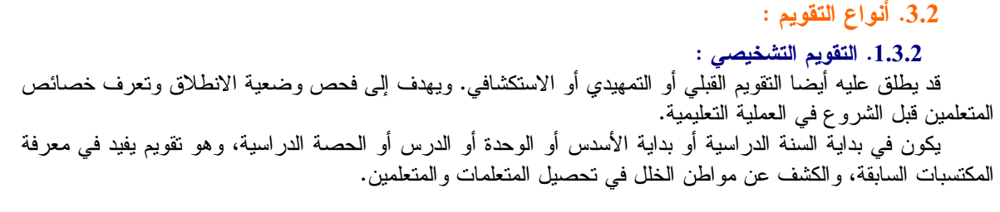 3.2. أنواع التقويم :
1.3.2. التقويم التشخيصي :
قد يطلق عليه أيضا التقويم القبلي أو التمهيدي أو الاستكشافي. ويهدف إلى فحص وضعية الانطلاق وتعرف خصائص
المتعلمين قبل الشروع في العملية التعليمية.
يكون في بداية السنة الدراسية أو بداية الأسدس أو الوحدة أو الدرس أو الحصة الدراسية، وهو تقويم يفيد في معرفة
المكتسبات السابقة، والكشف عن مواطن الخلل في تحصيل المتعلمات والمتعلمين.